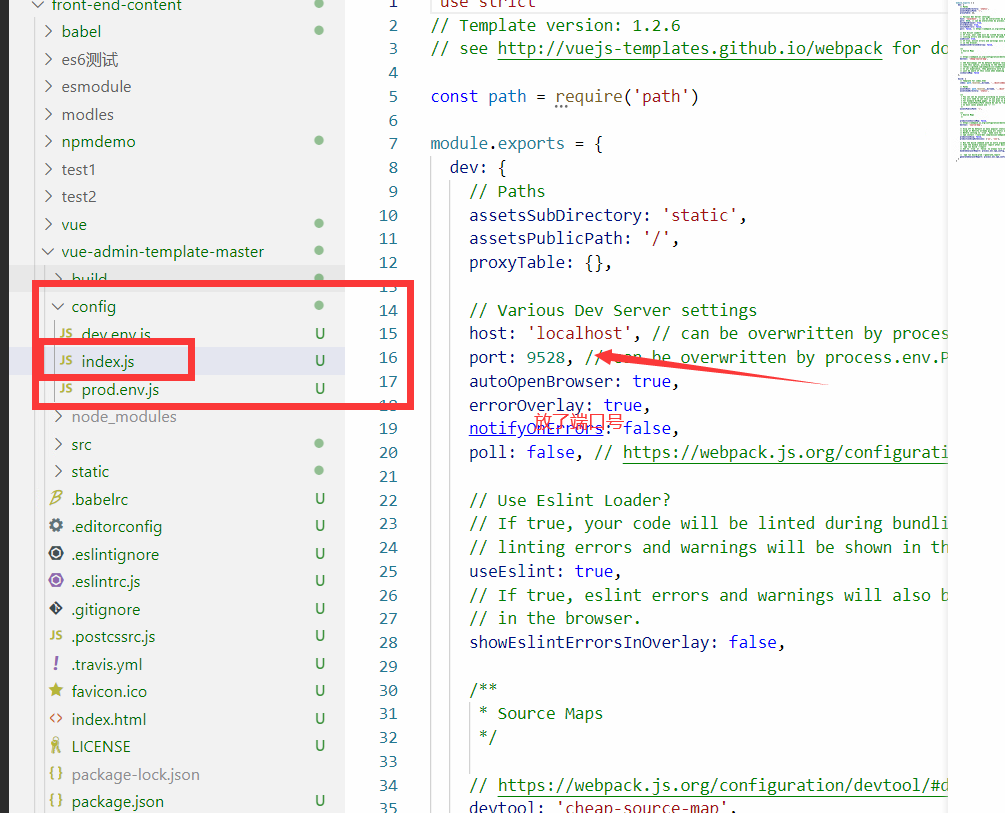 front-end-content
babel
es6测试
esmodule
modles
npmdemo
test1
test2
vue
vue-admin-template-master
build
config
JS dev.env.js U
JS index.js U
JS prod.env.js U
node_modules
src
static
.babelrc U
.editorconfig U
.eslintignore U
.eslintrc.js U
.gitignore U
JS .postcssrc.js U
! .travis.yml U
favicon.ico U
<> index.html U
LICENSE U
{} package-lock.json
{} package.json U
1 'use strict'
2 // Template version: 1.2.6
3 // see http://vuejs-templates.github.io/webpack for do
4
5 const path = require('path')
6
7 module.exports = {
8 dev: {
9 // Paths
10 assetsSubDirectory: 'static',
11 assetsPublicPath: '/',
12 proxyTable: {},
13
14 // Various Dev Server settings
15 host: 'localhost', // can be overwritten by proces
16 port: 9528, // can be overwritten by process.env.P
17 autoOpenBrowser: true,
18 errorOverlay: true,
放了端口号
19 notifyOnErrors: false,
20 poll: false, // https://webpack.js.org/configurati
21
22 // Use Eslint Loader?
23 // If true, your code will be linted during bundli
24 // linting errors and warnings will be shown in th
25 useEslint: true,
26 // If true, eslint errors and warnings will also b
27 // in the browser.
28 showEslintErrorsInOverlay: false,
29
30 /**
31 * Source Maps
32 */
33
34 // https://webpack.js.org/configuration/devtool/#d
35 devtool: 'cheap-source-map',